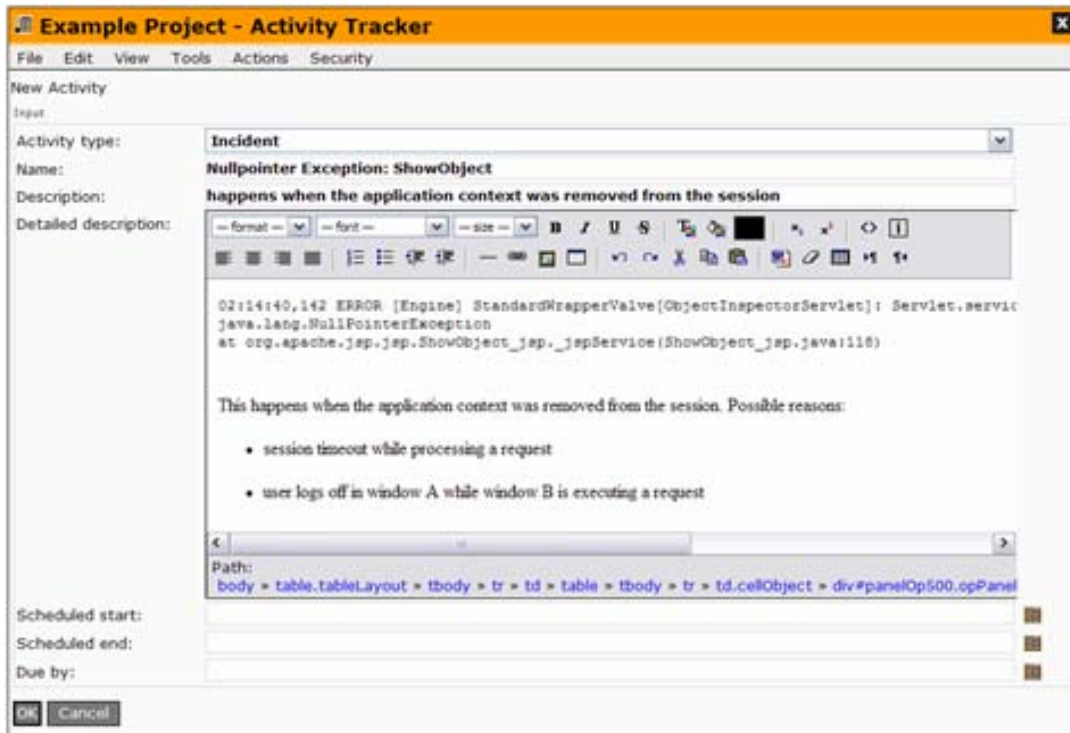 Example Project - Activity Tracker
File Edit View Tools Actions Security
New Activity
Input
Activity type: Incident
Name: Nullpointer Exception: ShowObject
Description: happens when the application context was removed from the session
Detailed description:
-- format -- -- font -- -- size -- B I U S
02:14:40,142 ERROR [Engine] StandardWrapperValve[ObjectInspectorServlet]: Servlet.servic
java.lang.NullPointerException
at org.apache.jsp.jsp.ShowObject_jsp._jspService(ShowObject_jsp.java:118)
This happens when the application context was removed from the session. Possible reasons:
• session timeout while processing a request
• user logs off in window A while window B is executing a request
Path:
body » table.tableLayout » tbody » tr » td » table » tbody » tr » td.cellObject » div#panelOp500.opPanel
Scheduled start:
Scheduled end:
Due by:
OK Cancel